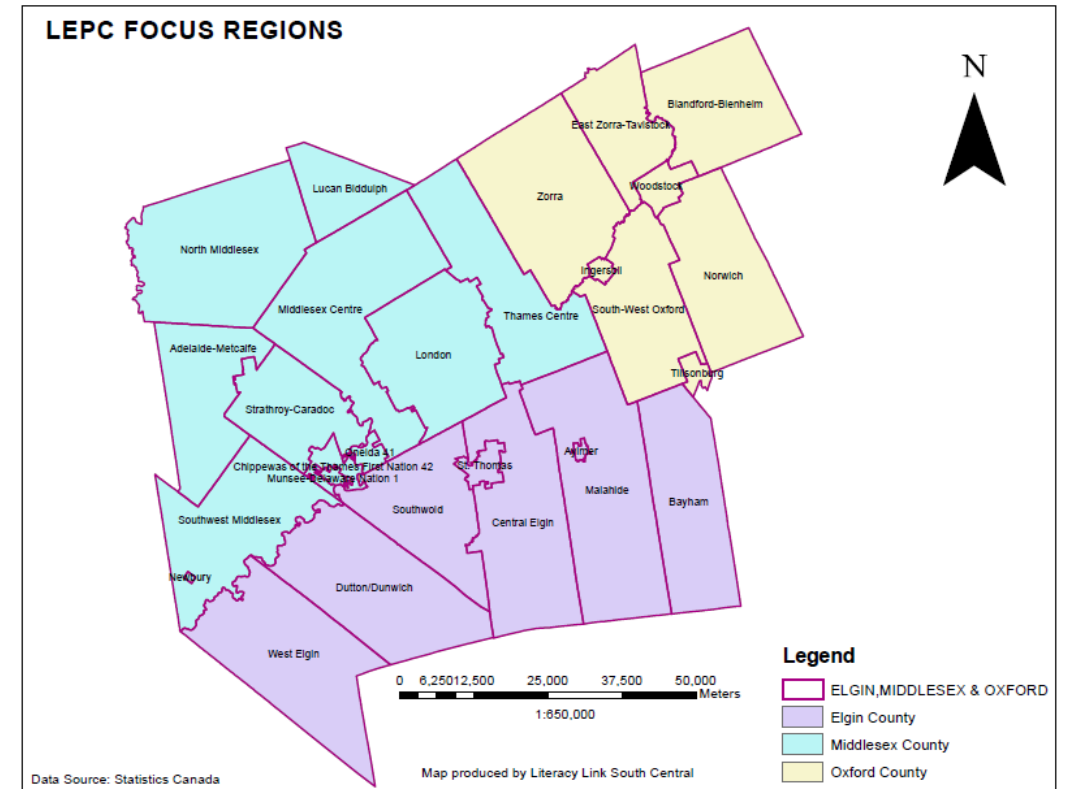 LEPC FOCUS REGIONS
N
Blandford-Blenheim
East Zorra-Tavistock
Woodstock
Lucan Biddulph
Zorra
North Middlesex
Ingersoll
Norwich
Middlesex Centre
Thames Centre
South-West Oxford
Adelaide-Metcalfe
London
Tillsonburg
Strathroy-Caradoc
Oneida 41
Aylmer
Chippewas of the Thames First Nation 42
St. Thomas
Munsee-Delaware Nation 1
Malahide
Bayham
Southwold
Southwest Middlesex
Central Elgin
Newbury
Dutton/Dunwich
West Elgin
0 6,250 12,500 25,000 37,500 50,000
Meters
1:650,000
Legend
ELGIN,MIDDLESEX & OXFORD
Elgin County
Middlesex County
Oxford County
Map produced by Literacy Link South Central
Data Source: Statistics Canada